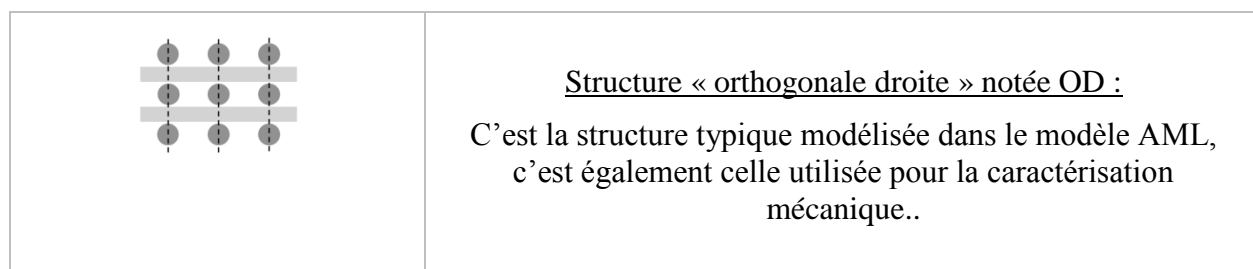 Structure « orthogonale droite » notée OD :
C’est la structure typique modélisée dans le modèle AML,
c’est également celle utilisée pour la caractérisation
mécanique..